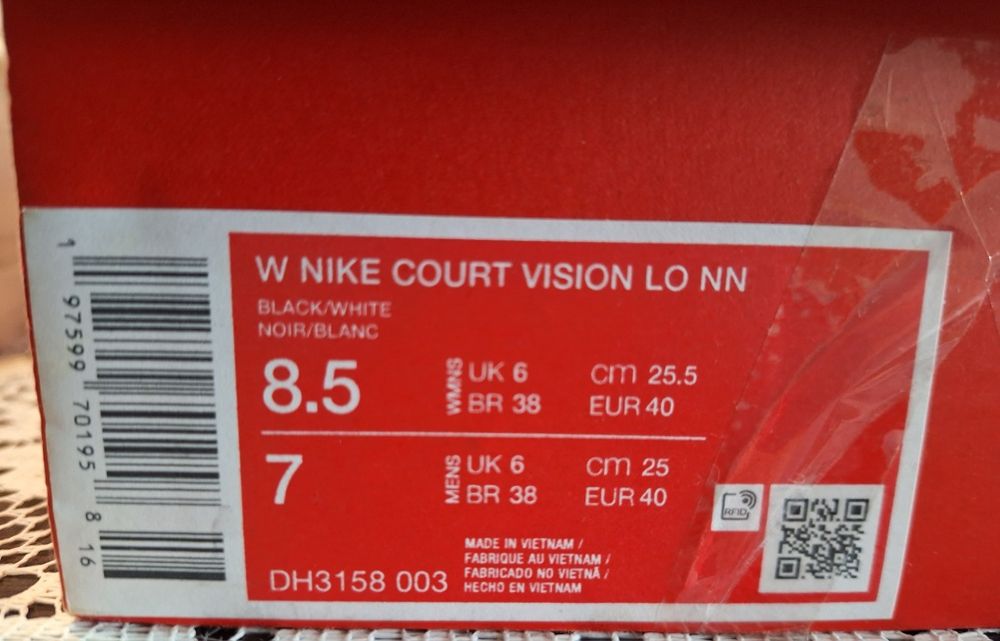 W NIKE COURT VISION LO NN
BLACK/WHITE
NOIR/BLANC
8.5 WMNS UK 6 cm 25.5
BR 38 EUR 40
7 MENS UK 6 cm 25
BR 38 EUR 40
RFID
MADE IN VIETNAM /
FABRIQUE AU VIETNAM /
FABRICADO NO VIETNÃ /
HECHO EN VIETNAM
DH3158 003
1 97599 70195 8 16